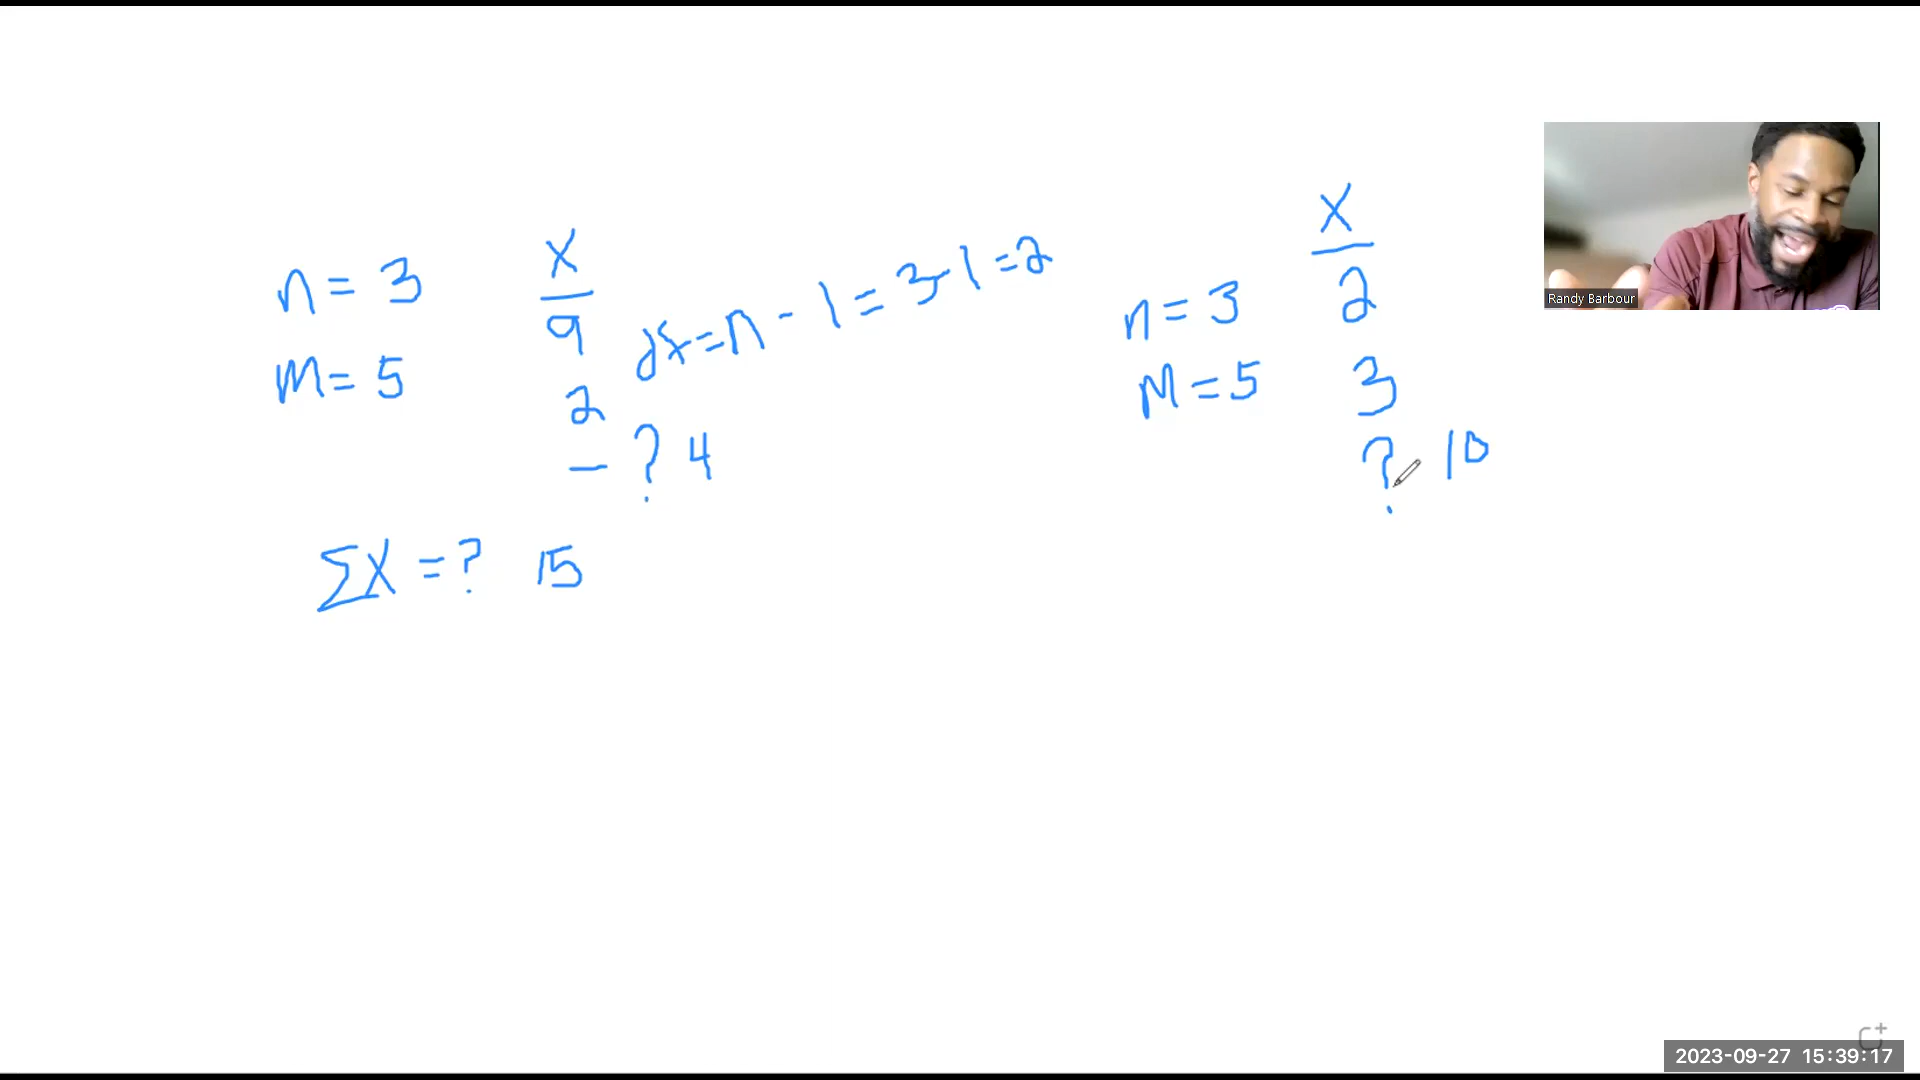 n = 3
M = 5
X
9
2
– ? 4
df = n - 1 = 3 - 1 = 2
ΣX = ? 15
n = 3
M = 5
X
2
3
? 10
Randy Barbour
2023-09-27 15:39:17